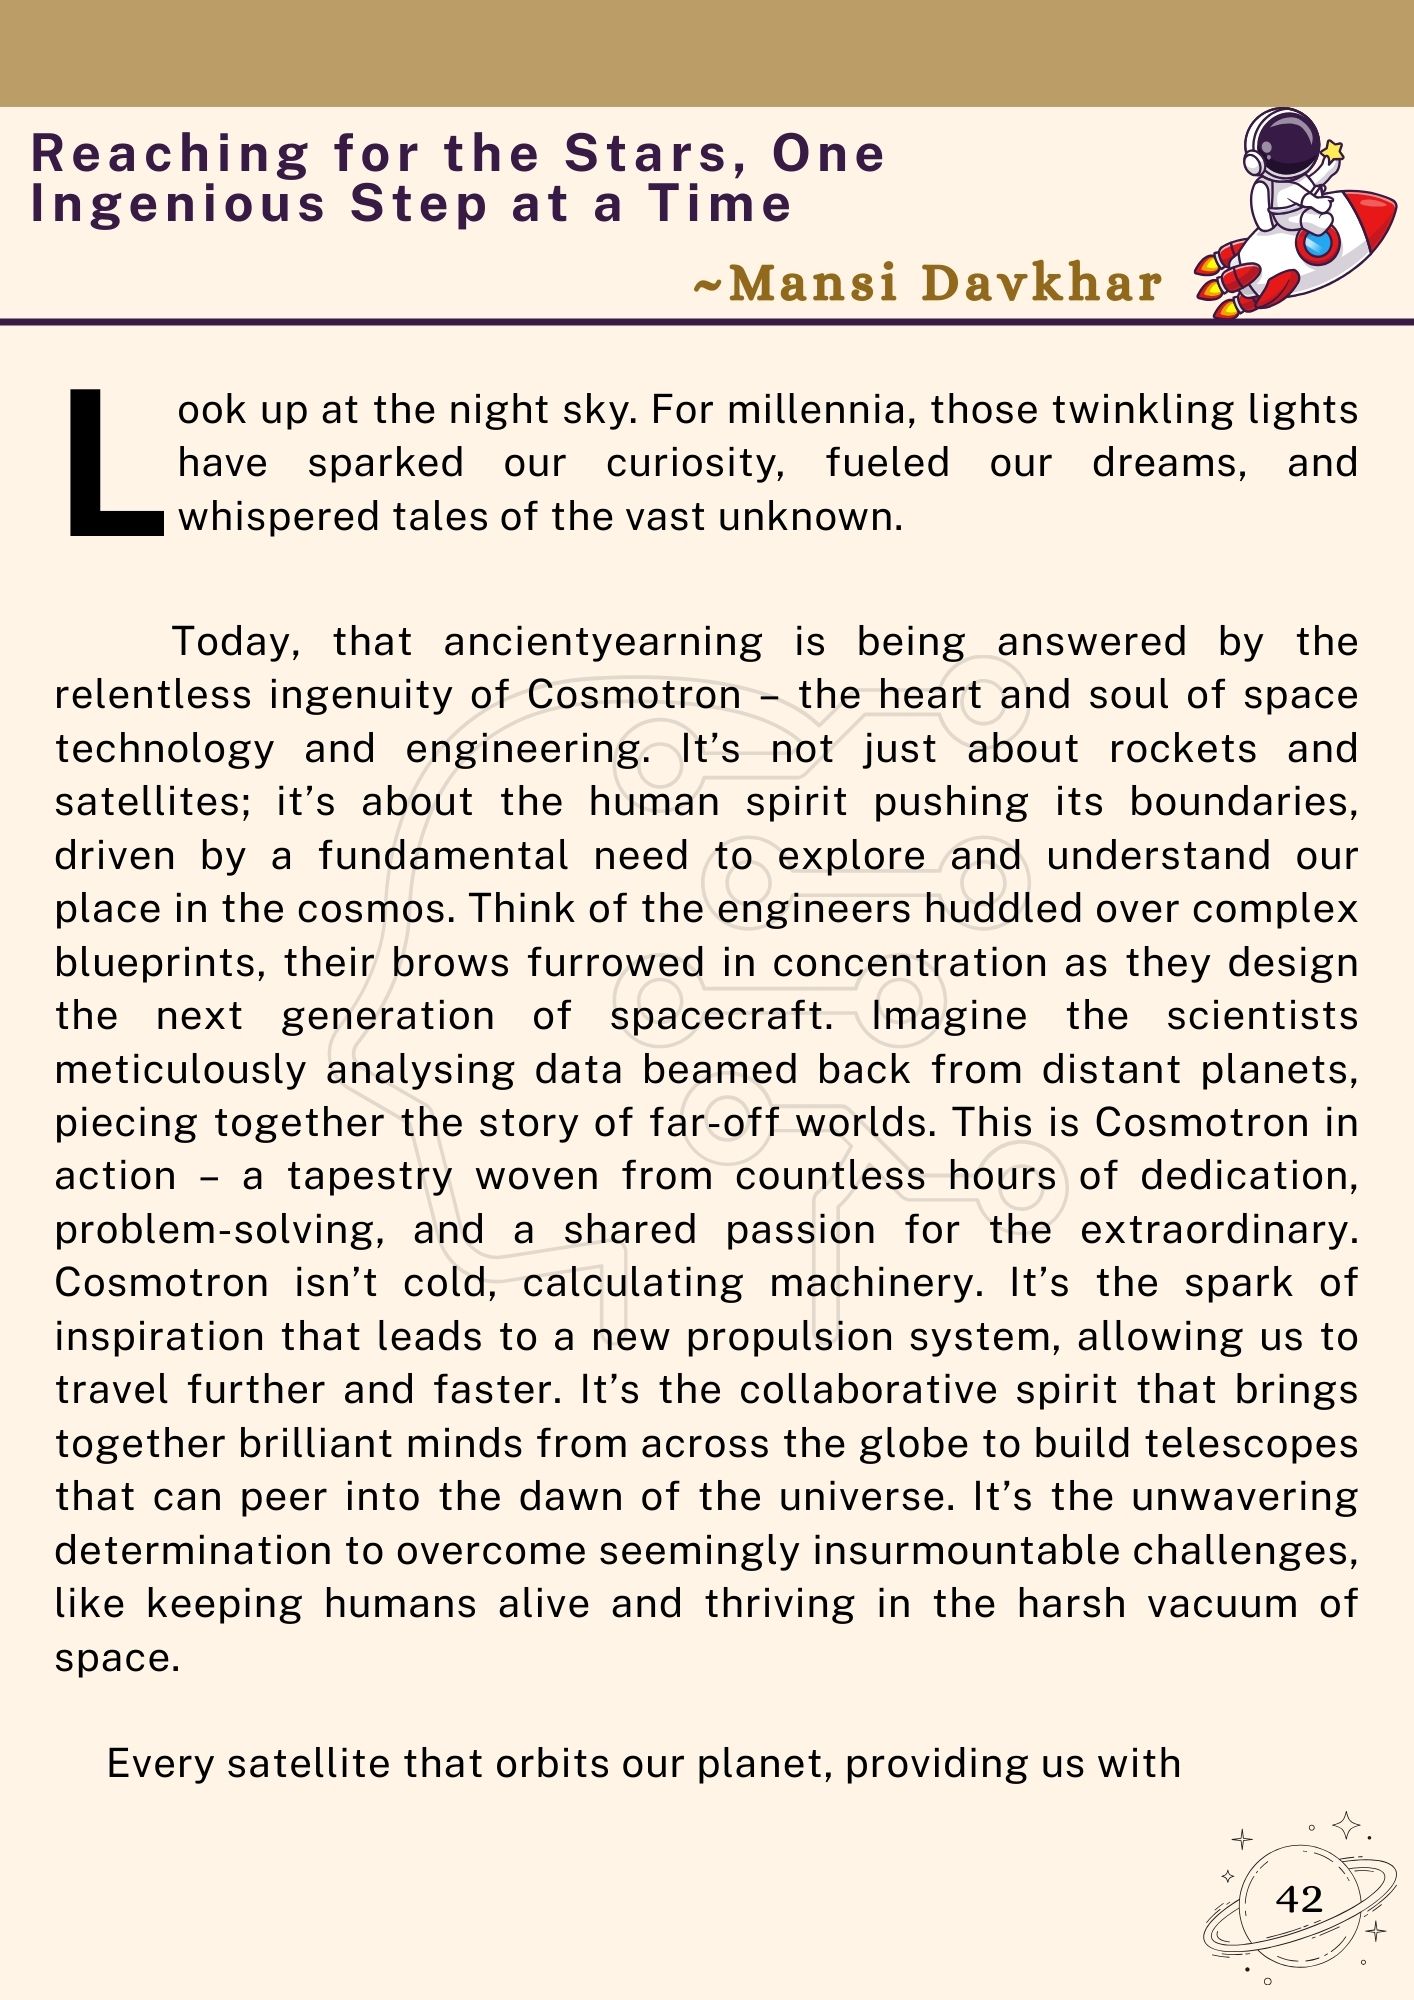 Reaching for the Stars, One
Ingenious Step at a Time
~Mansi Davkhar
Look up at the night sky. For millennia, those twinkling lights
have sparked our curiosity, fueled our dreams, and
whispered tales of the vast unknown.
Today, that ancientyearning is being answered by the
relentless ingenuity of Cosmotron – the heart and soul of space
technology and engineering. It’s not just about rockets and
satellites; it’s about the human spirit pushing its boundaries,
driven by a fundamental need to explore and understand our
place in the cosmos. Think of the engineers huddled over complex
blueprints, their brows furrowed in concentration as they design
the next generation of spacecraft. Imagine the scientists
meticulously analysing data beamed back from distant planets,
piecing together the story of far-off worlds. This is Cosmotron in
action – a tapestry woven from countless hours of dedication,
problem-solving, and a shared passion for the extraordinary.
Cosmotron isn’t cold, calculating machinery. It’s the spark of
inspiration that leads to a new propulsion system, allowing us to
travel further and faster. It’s the collaborative spirit that brings
together brilliant minds from across the globe to build telescopes
that can peer into the dawn of the universe. It’s the unwavering
determination to overcome seemingly insurmountable challenges,
like keeping humans alive and thriving in the harsh vacuum of
space.
Every satellite that orbits our planet, providing us with
42